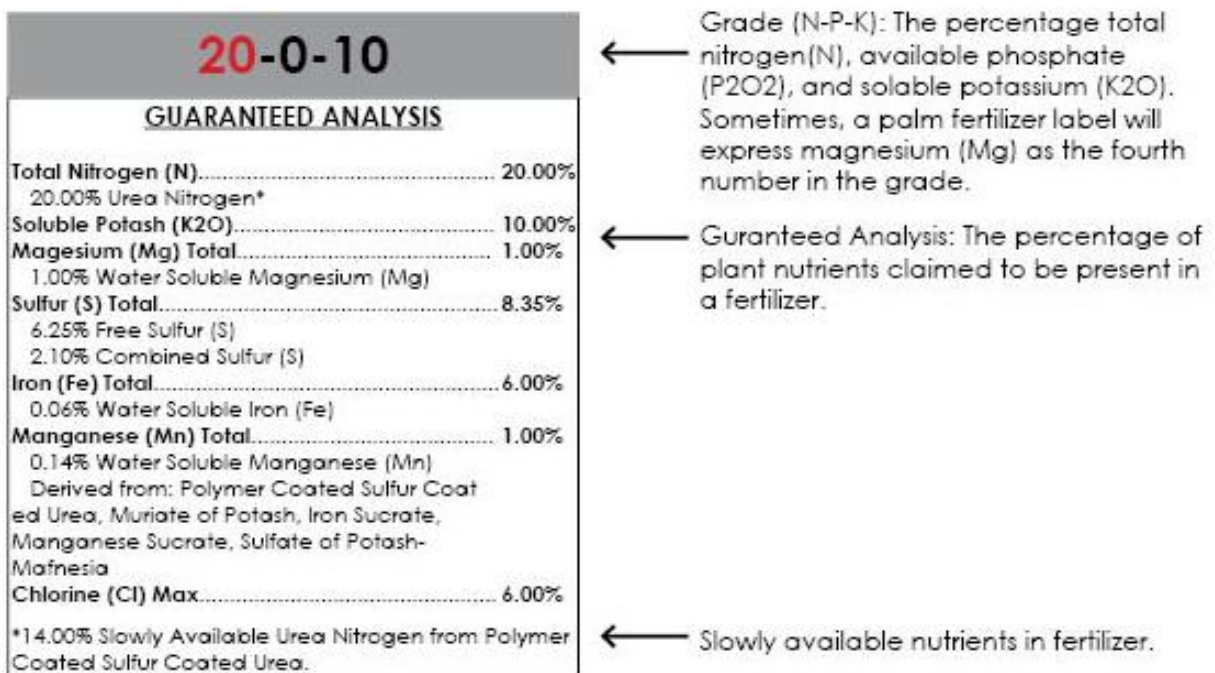 20-0-10
GUARANTEED ANALYSIS
Total Nitrogen (N)..................................................... 20.00%
20.00% Urea Nitrogen*
Soluble Potash (K2O)............................................... 10.00%
Magesium (Mg) Total.............................................. 1.00%
1.00% Water Soluble Magnesium (Mg)
Sulfur (S) Total............................................................. 8.35%
6.25% Free Sulfur (S)
2.10% Combined Sulfur (S)
Iron (Fe) Total.............................................................. 6.00%
0.06% Water Soluble Iron (Fe)
Manganese (Mn) Total........................................... 1.00%
0.14% Water Soluble Manganese (Mn)
Derived from: Polymer Coated Sulfur Coat
ed Urea, Muriate of Potash, Iron Sucrate,
Manganese Sucrate, Sulfate of Potash-
Mafnesia
Chlorine (Cl) Max..................................................... 6.00%
*14.00% Slowly Available Urea Nitrogen from Polymer
Coated Sulfur Coated Urea.
Grade (N-P-K): The percentage total
nitrogen(N), available phosphate
(P2O2), and solable potassium (K2O).
Sometimes, a palm fertilizer label will
express magnesium (Mg) as the fourth
number in the grade.
Guranteed Analysis: The percentage of
plant nutrients claimed to be present in
a fertilizer.
Slowly available nutrients in fertilizer.